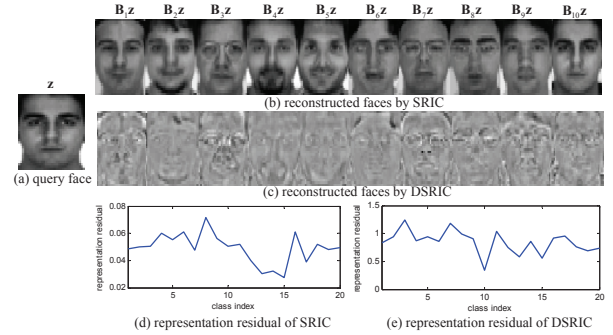 B₁z B₂z B₃z B₄z B₅z B₆z B₇z B₈z B₉z B₁₀z
(b) reconstructed faces by SRIC
z
(a) query face
(c) reconstructed faces by DSRIC
0.08
0.06
0.04
0.02
representation residual
5 10 15 20
class index
(d) representation residual of SRIC
1.5
1
0.5
0
representation residual
5 10 15 20
class index
(e) representation residual of DSRIC